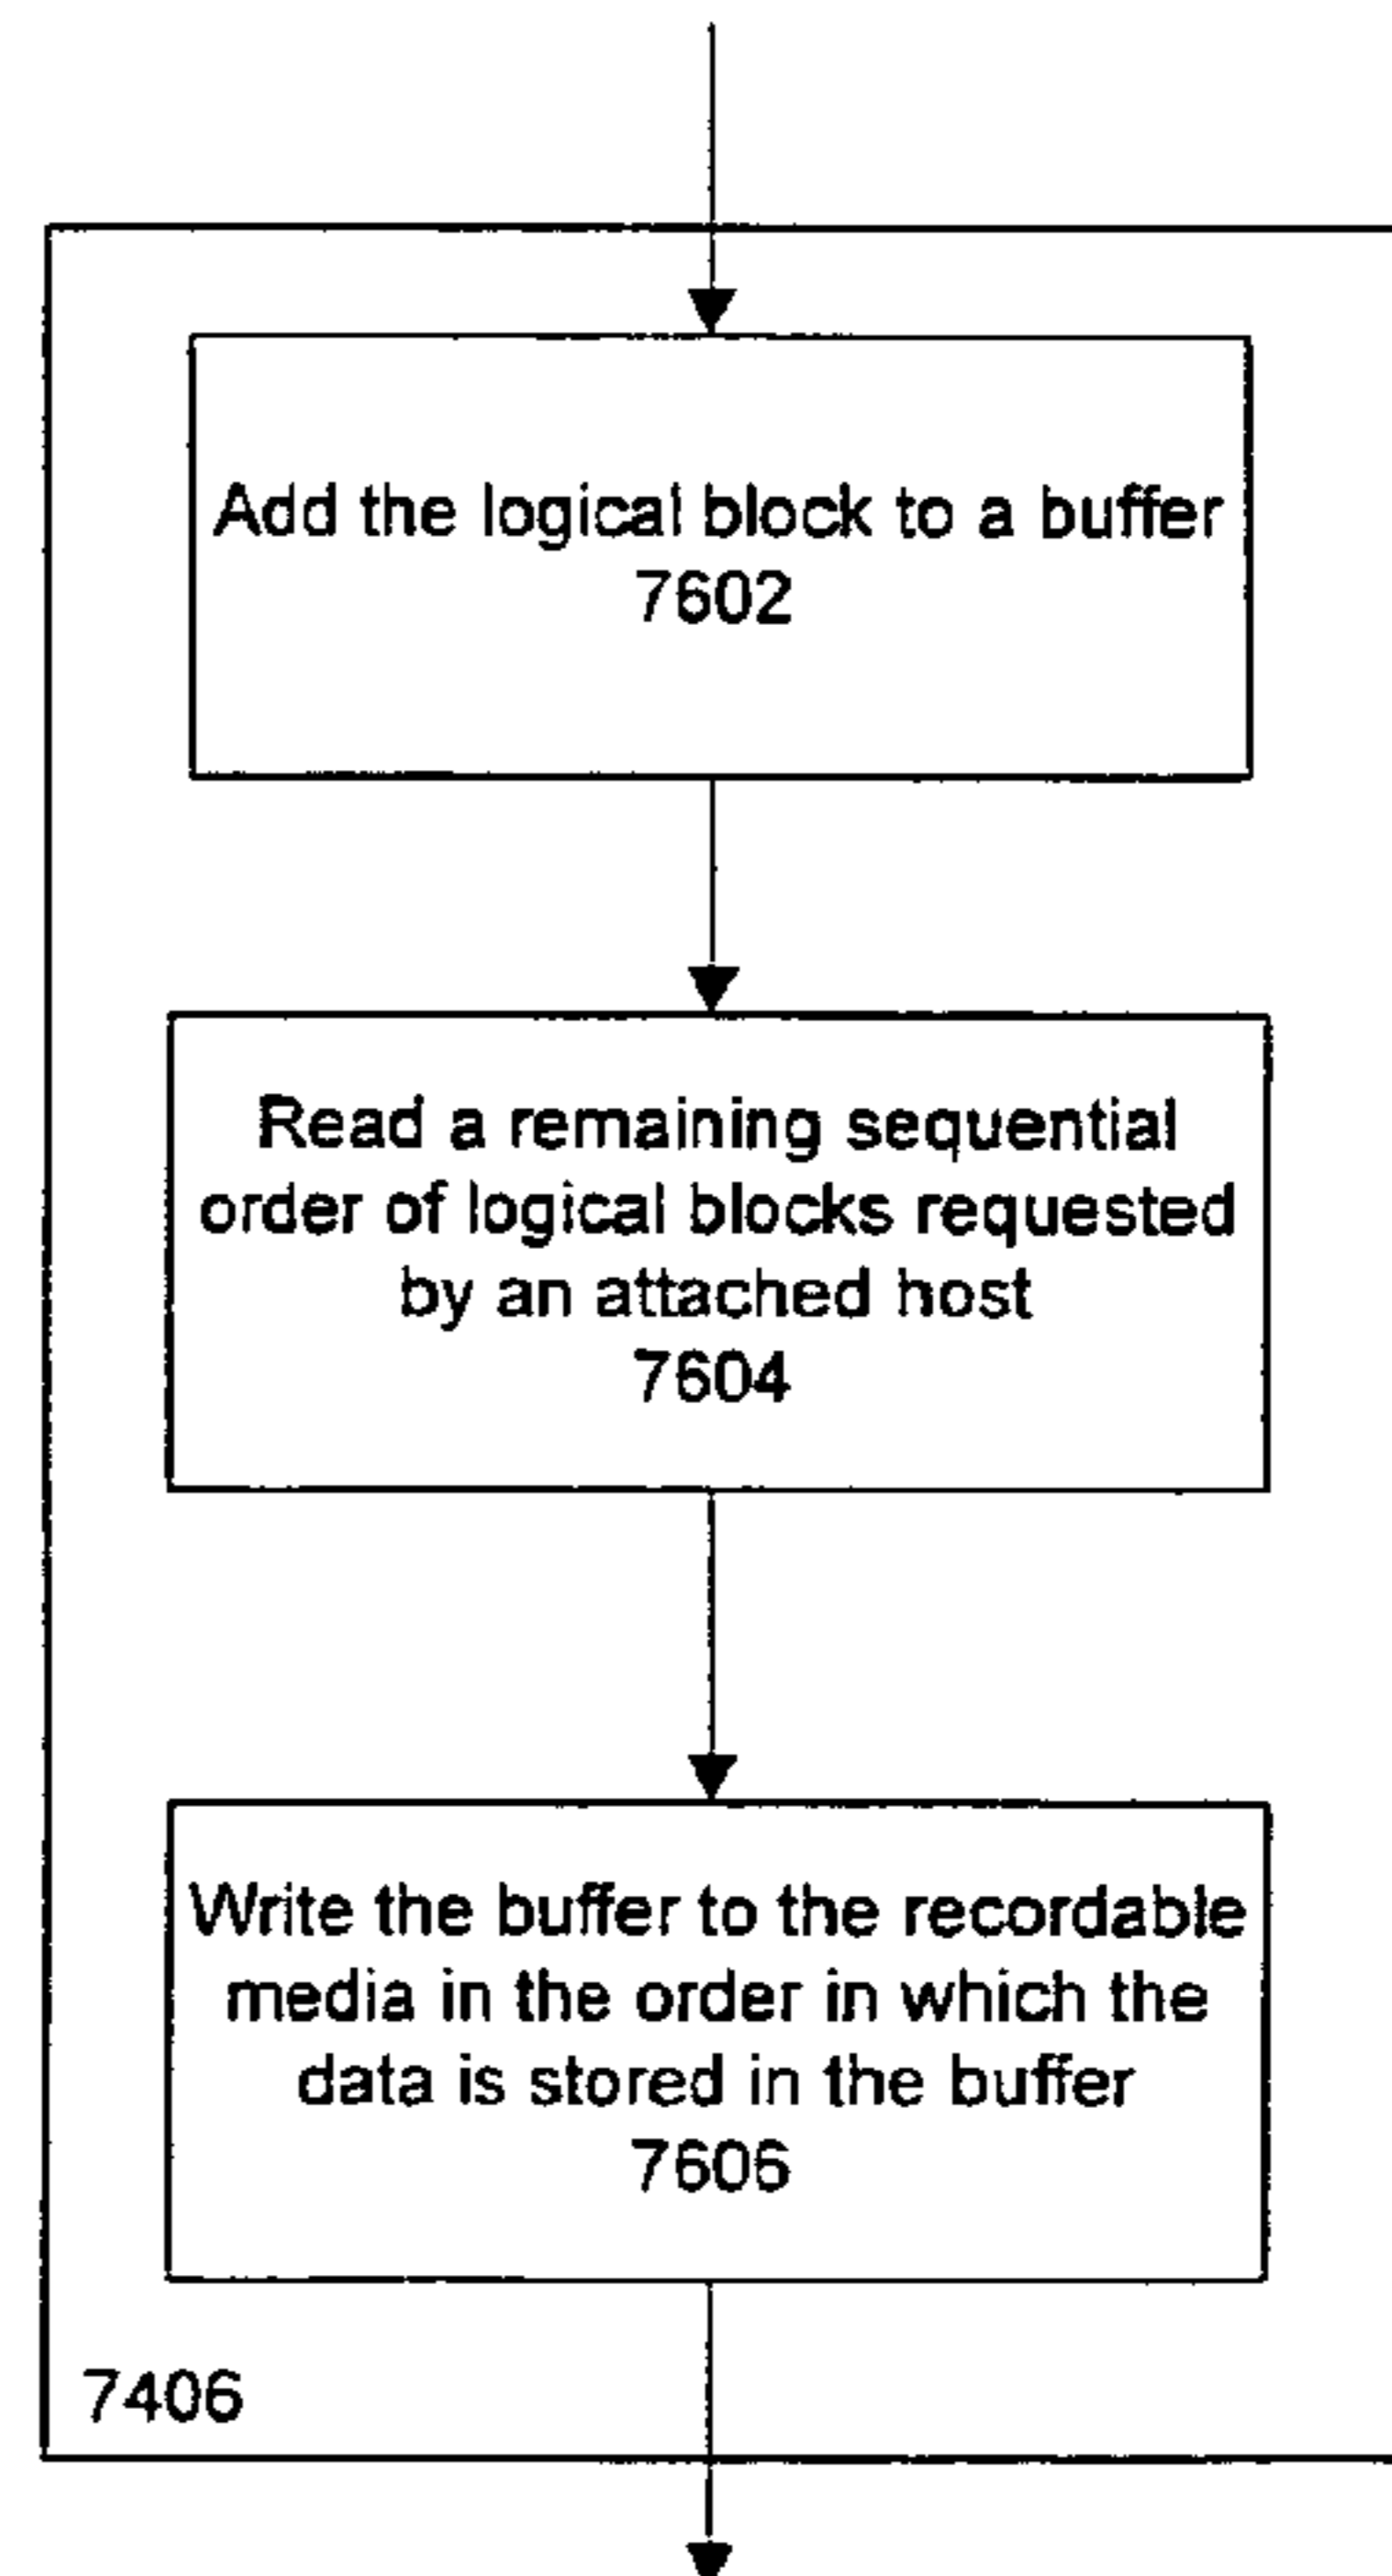 Add the logical block to a buffer
7602
Read a remaining sequential
order of logical blocks requested
by an attached host
7604
Write the buffer to the recordable
media in the order in which the
data is stored in the buffer
7606
7406